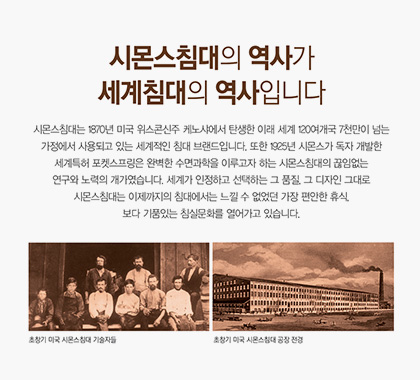 시몬스침대의 역사가
세계침대의 역사입니다
시몬스침대는 1870년 미국 위스콘신주 케노샤에서 탄생한 이래 세계 120여개국 7천만이 넘는
가정에서 사용되고 있는 세계적인 침대 브랜드입니다. 또한 1925년 시몬스가 독자 개발한
세계특허 포켓스프링은 완벽한 수면과학을 이루고자 하는 시몬스침대의 끊임없는
연구와 노력의 개가였습니다. 세계가 인정하고 선택하는 그 품질, 그 디자인 그대로
시몬스침대는 이제까지의 침대에서는 느낄 수 없었던 가장 편안한 휴식,
보다 기품있는 침실문화를 열어가고 있습니다.
초창기 미국 시몬스침대 기술자들
초창기 미국 시몬스침대 공장 전경